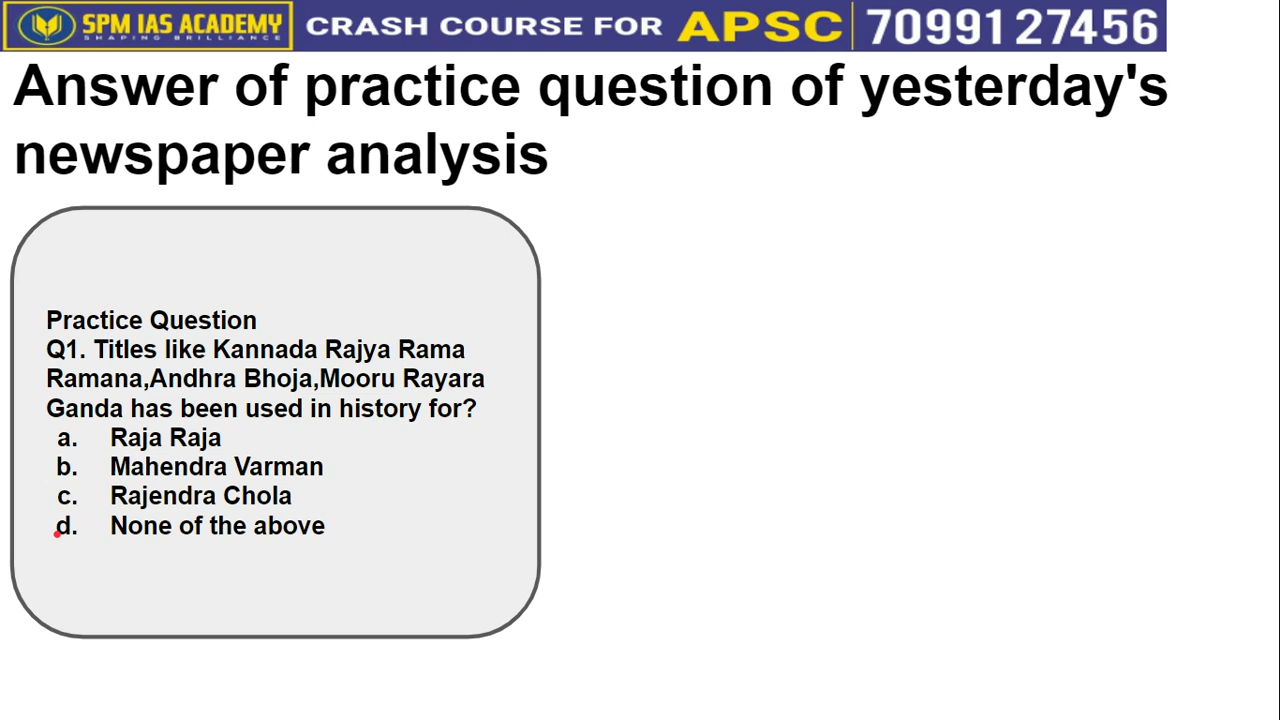 SPM IAS ACADEMY
SHAPING BRILLIANCE
CRASH COURSE FOR APSC 70991 27456
Answer of practice question of yesterday's
newspaper analysis
Practice Question
Q1. Titles like Kannada Rajya Rama
Ramana,Andhra Bhoja,Mooru Rayara
Ganda has been used in history for?
a. Raja Raja
b. Mahendra Varman
c. Rajendra Chola
d. None of the above